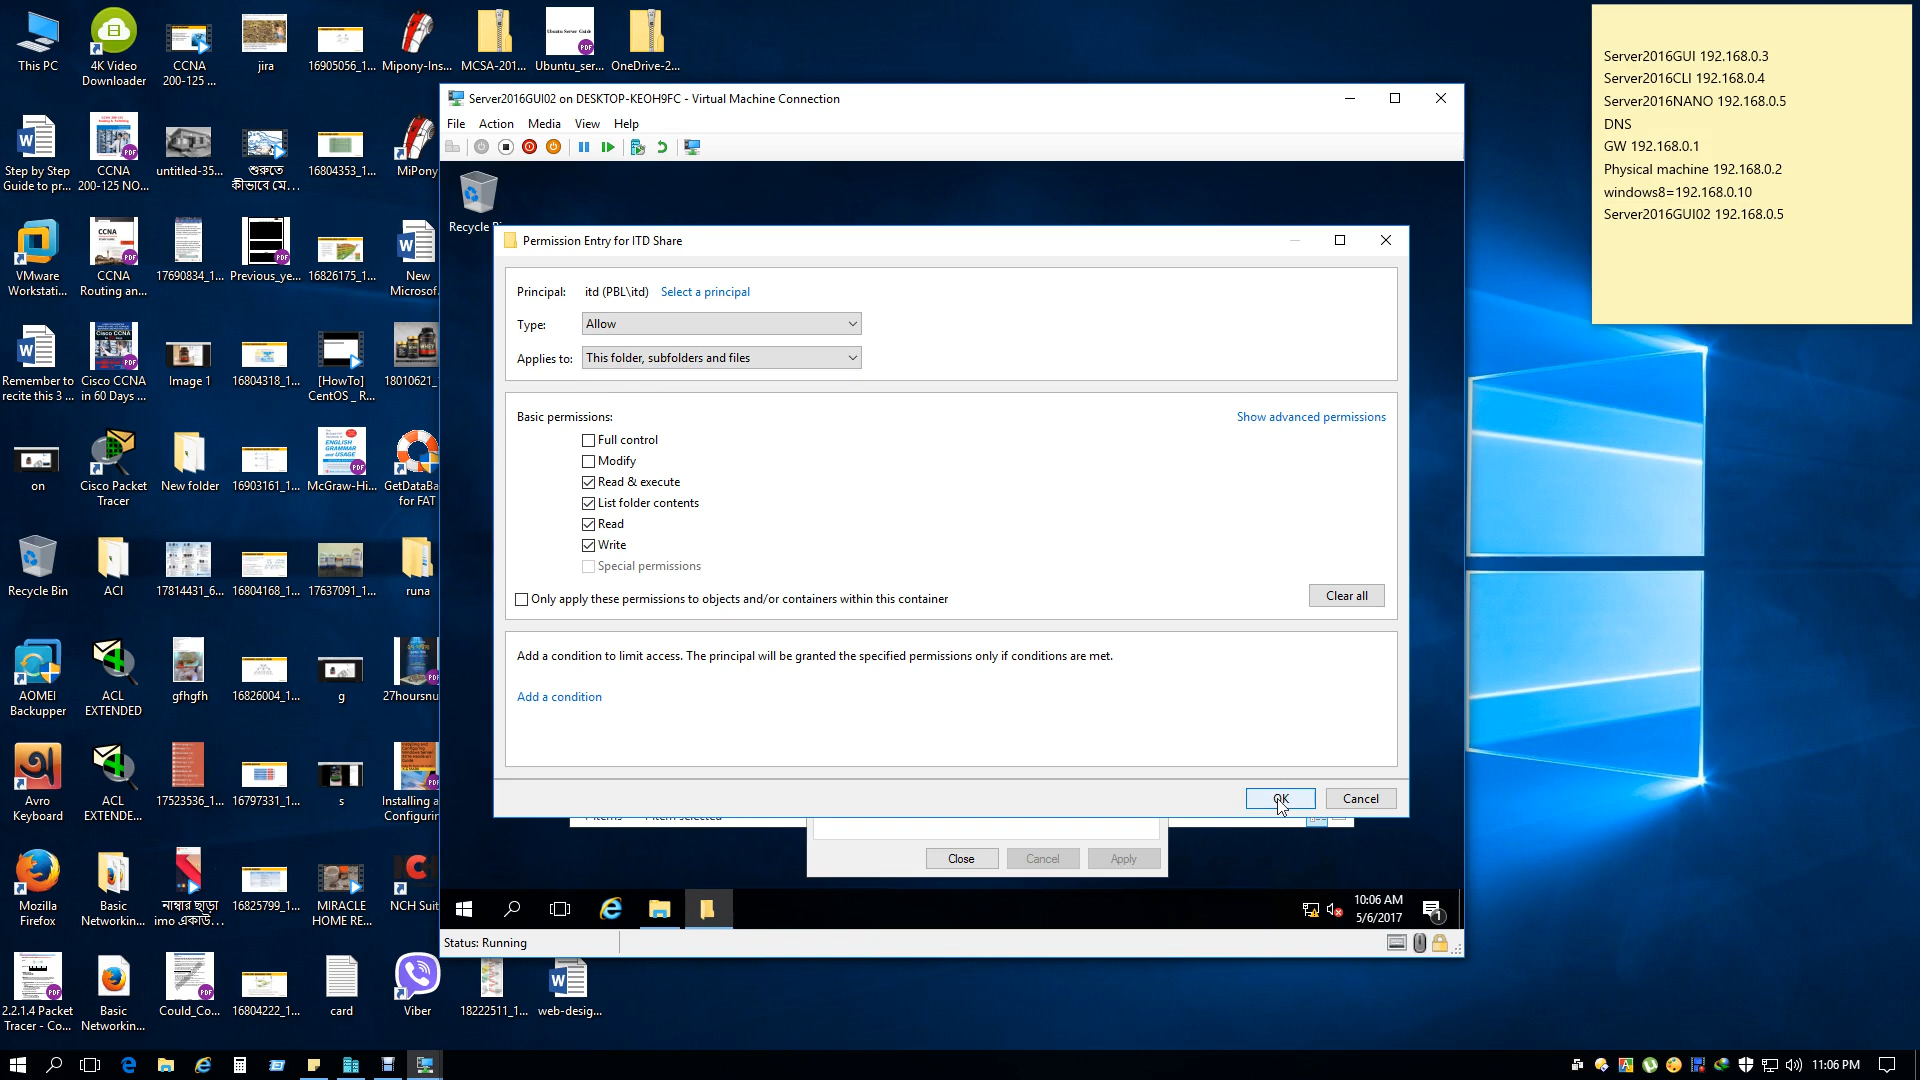 This PC
4K Video
Downloader
CCNA
200-125 ...
jira
16905056_1...
Mipony-Ins...
MCSA-201...
Ubuntu_ser...
OneDrive-2...
Step by Step
Guide to pr...
CCNA
200-125 NO...
untitled-35...
শুরুতে
কীভাবে মে...
16804353_1...
MiPony
VMware
Workstati...
CCNA
Routing an...
17690834_1...
Previous_ye...
16826175_1...
New
Microsof.
Remember to
recite this 3 ...
Cisco CCNA
in 60 Days ...
Image 1
16804318_1...
[HowTo]
CentOS _ R...
18010621_
on
Cisco Packet
Tracer
New folder
16903161_1...
McGraw-Hi...
GetDataBa
for FAT
Recycle Bin
ACI
17814431_6...
16804168_1...
17637091_1...
runa
AOMEI
Backupper
ACL
EXTENDED
gfhgfh
16826004_1...
g
27hoursnu
Avro
Keyboard
ACL
EXTENDE...
17523536_1...
16797331_1...
s
Installing a
Configurin
Mozilla
Firefox
Basic
Networkin...
নাম্বার ছাড়া
imo একাউ...
16825799_1...
MIRACLE
HOME RE...
NCH Suit
2.2.1.4 Packet
Tracer - Co...
Basic
Networkin...
Could_Co...
16804222_1...
card
Viber
18222511_1...
web-desig...
Server2016GUI02 on DESKTOP-KEOH9FC - Virtual Machine Connection
File Action Media View Help
Recycle Bi
Permission Entry for ITD Share
Principal: itd (PBL\itd) Select a principal
Type: Allow
Applies to: This folder, subfolders and files
Basic permissions: Show advanced permissions
Full control
Modify
Read & execute
List folder contents
Read
Write
Special permissions
Only apply these permissions to objects and/or containers within this container
Clear all
Add a condition to limit access. The principal will be granted the specified permissions only if conditions are met.
Add a condition
OK Cancel
Close Cancel Apply
10:06 AM
5/6/2017
1
Status: Running
Server2016GUI 192.168.0.3
Server2016CLI 192.168.0.4
Server2016NANO 192.168.0.5
DNS
GW 192.168.0.1
Physical machine 192.168.0.2
windows8=192.168.0.10
Server2016GUI02 192.168.0.5
11:06 PM